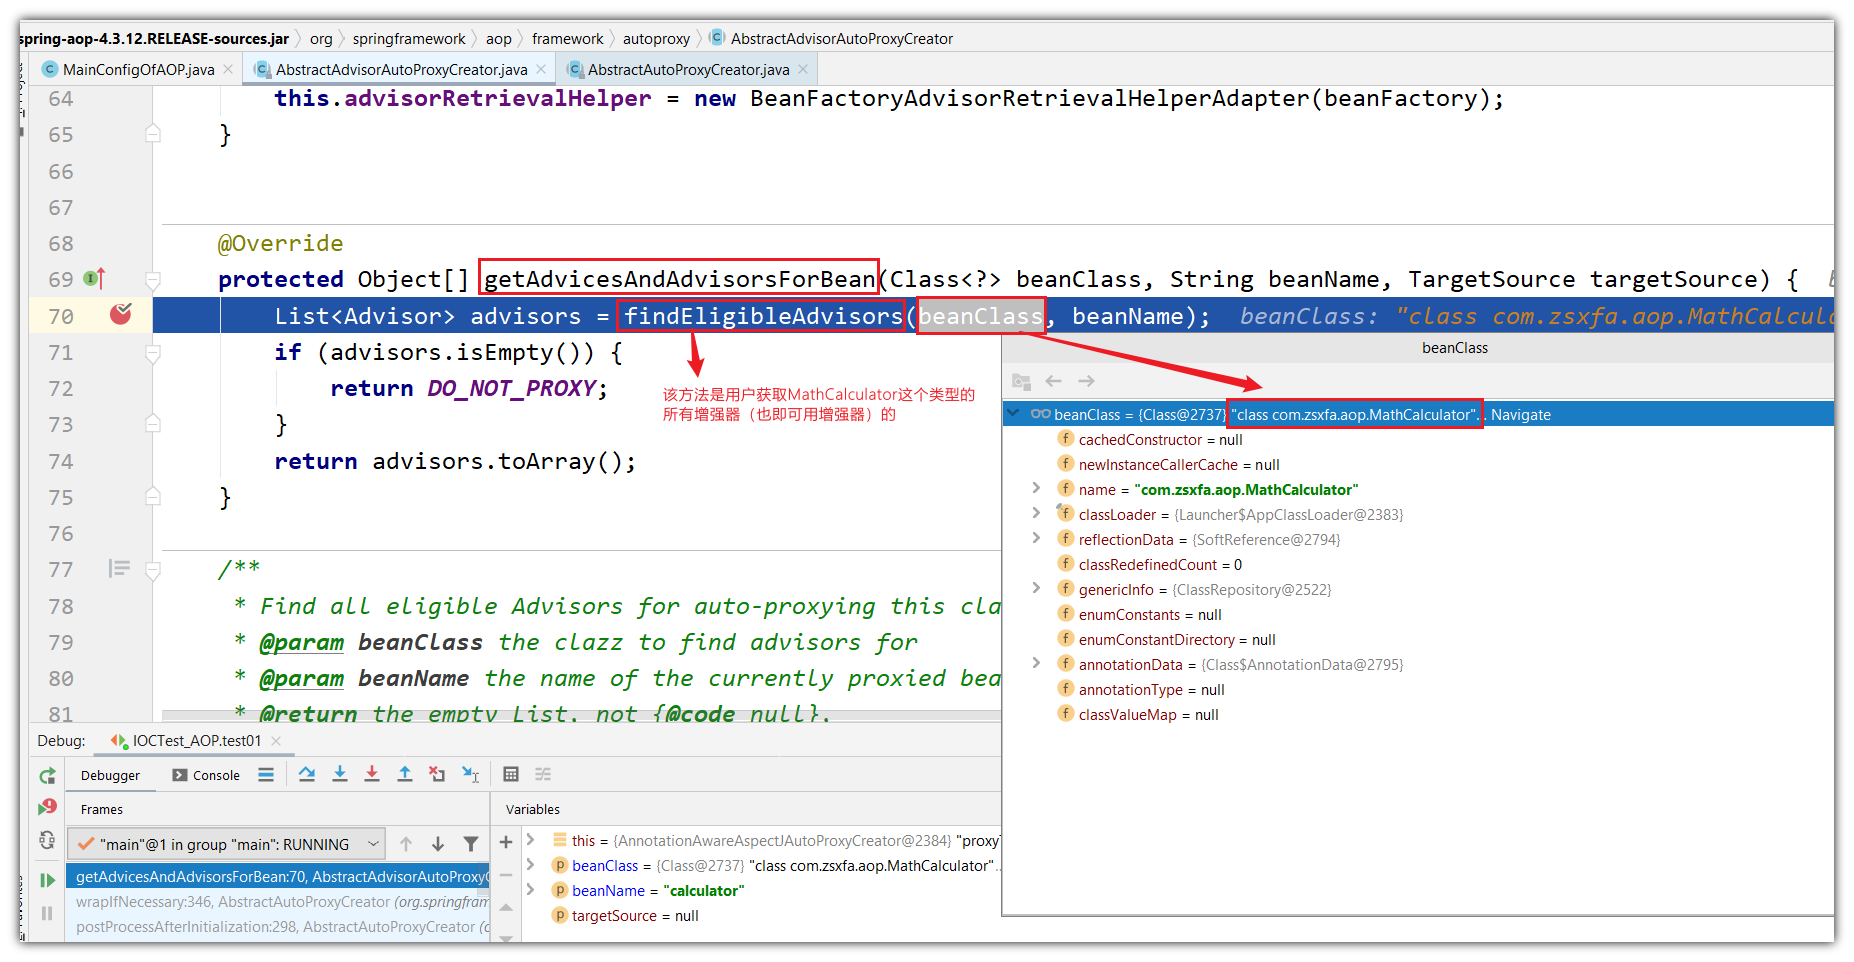 spring-aop-4.3.12.RELEASE-sources.jar 〉 org 〉 springframework 〉 aop 〉 framework 〉 autoproxy 〉 AbstractAdvisorAutoProxyCreator
MainConfigOfAOP.java × AbstractAdvisorAutoProxyCreator.java × AbstractAutoProxyCreator.java ×
64 this.advisorRetrievalHelper = new BeanFactoryAdvisorRetrievalHelperAdapter(beanFactory);
65 }
66
67
68 @Override
69 protected Object[] getAdvicesAndAdvisorsForBean(Class<?> beanClass, String beanName, TargetSource targetSource) {
70 List<Advisor> advisors = findEligibleAdvisors(beanClass, beanName); beanClass: "class com.zsxfa.aop.MathCalcul
71 if (advisors.isEmpty()) {
72 return DO_NOT_PROXY;
73 }
74 return advisors.toArray();
75 }
76
77 /**
78 * Find all eligible Advisors for auto-proxying this cla
79 * @param beanClass the clazz to find advisors for
80 * @param beanName the name of the currently proxied bea
81 * @return the empty List, not {@code null},
该方法是用户获取MathCalculator这个类型的
所有增强器（也即可用增强器）的
beanClass
beanClass = {Class@2737} "class com.zsxfa.aop.MathCalculator"... Navigate
cachedConstructor = null
newInstanceCallerCache = null
name = "com.zsxfa.aop.MathCalculator"
classLoader = {Launcher$AppClassLoader@2383}
reflectionData = {SoftReference@2794}
classRedefinedCount = 0
genericInfo = {ClassRepository@2522}
enumConstants = null
enumConstantDirectory = null
annotationData = {Class$AnnotationData@2795}
annotationType = null
classValueMap = null
Debug: IOCTest_AOP.test01 ×
Debugger Console
Frames
"main"@1 in group "main": RUNNING
getAdvicesAndAdvisorsForBean:70, AbstractAdvisorAutoProxyC
wrapIfNecessary:346, AbstractAutoProxyCreator (org.springfram
postProcessAfterInitialization:298, AbstractAutoProxyCreator (o
Variables
this = {AnnotationAwareAspectJAutoProxyCreator@2384} "proxyT
beanClass = {Class@2737} "class com.zsxfa.aop.MathCalculator"...
beanName = "calculator"
targetSource = null